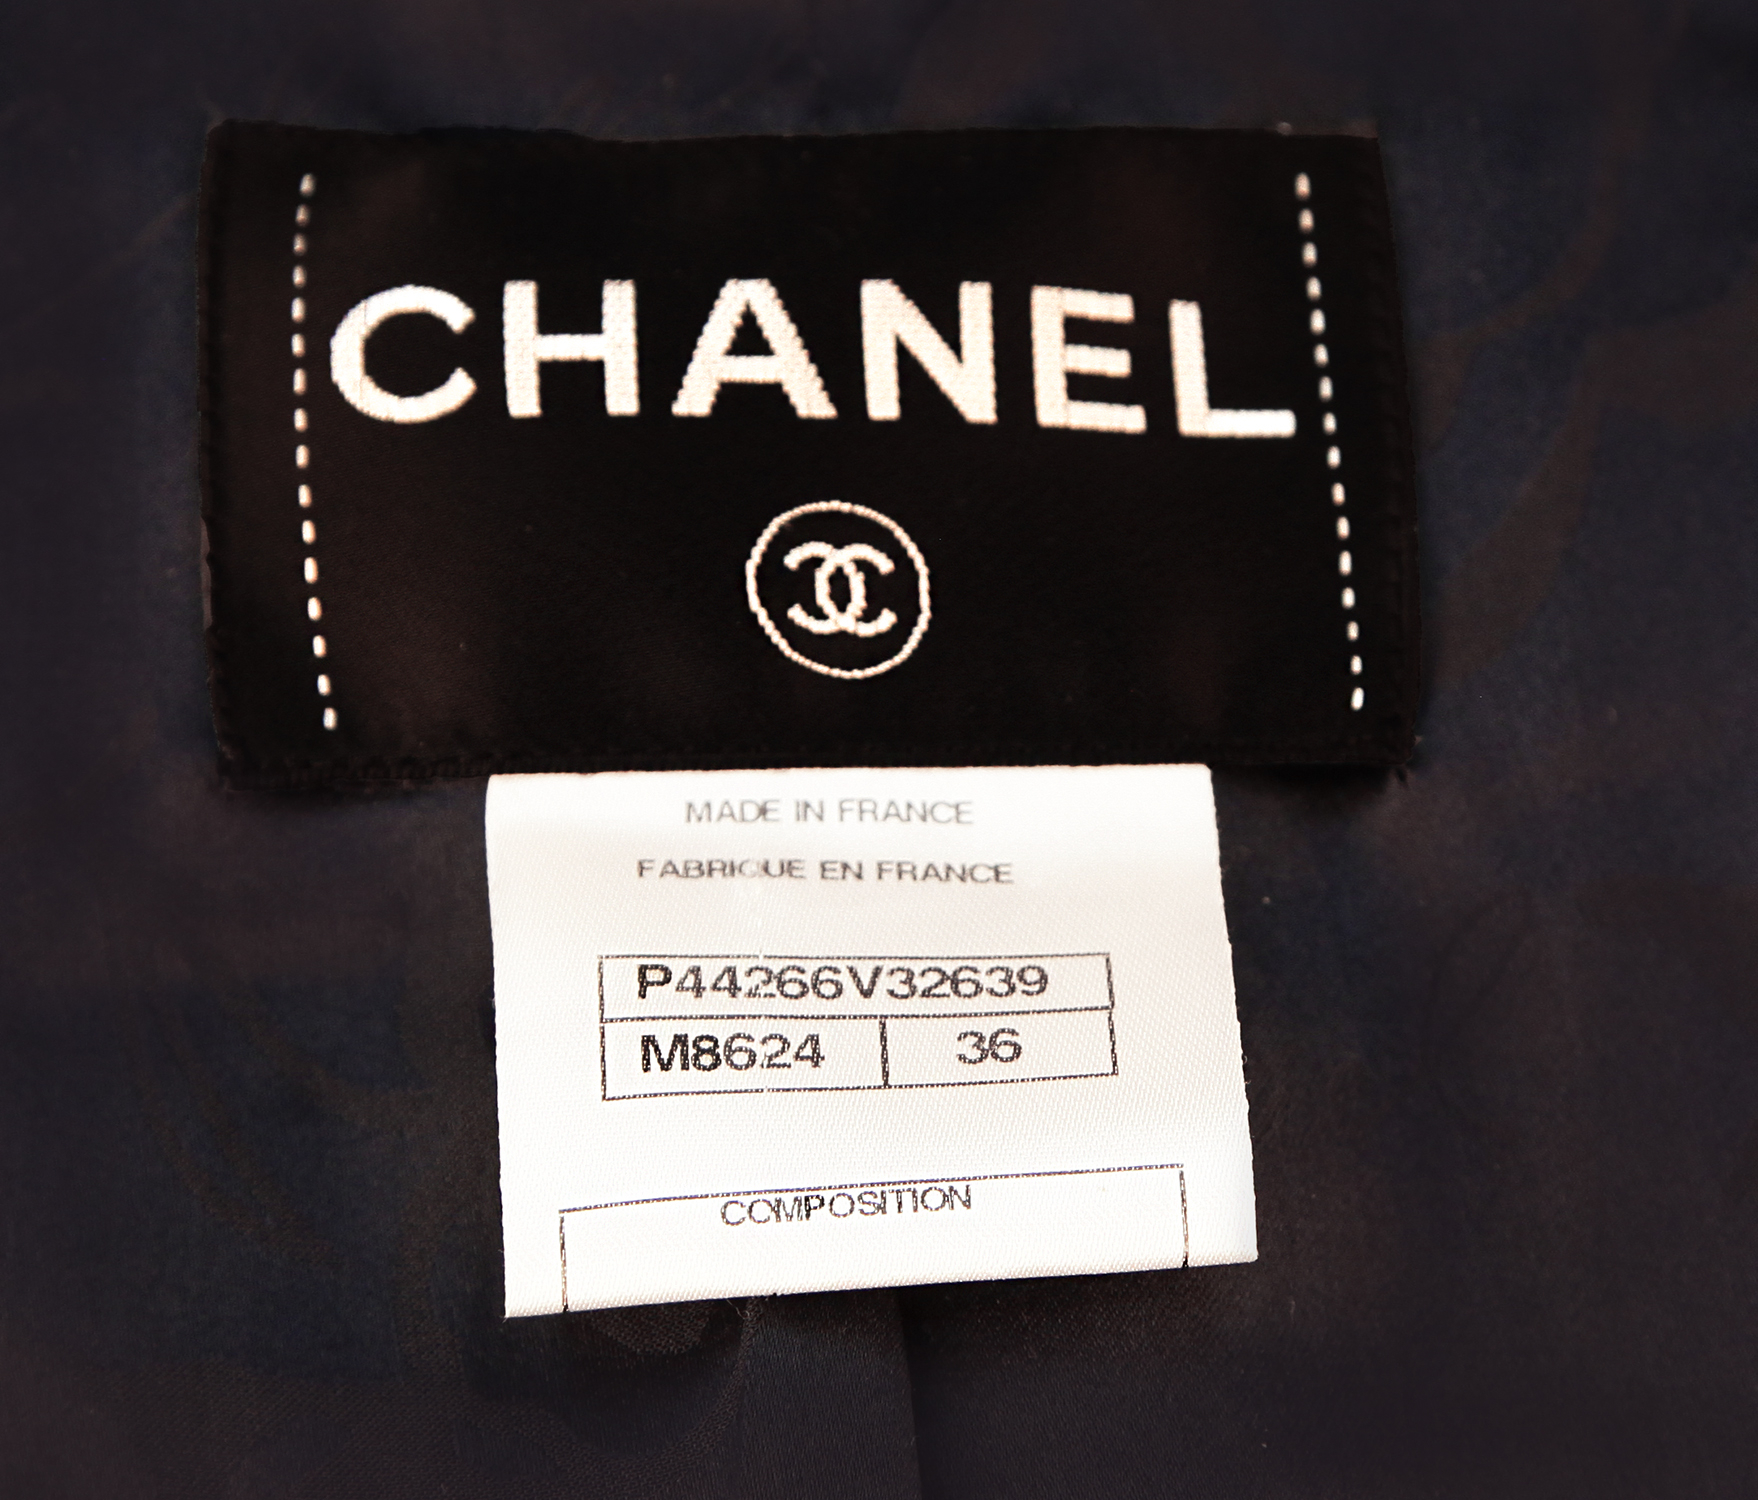 CHANEL
MADE IN FRANCE
FABRIQUE EN FRANCE
P44266V32639
M8624 36
COMPOSITION